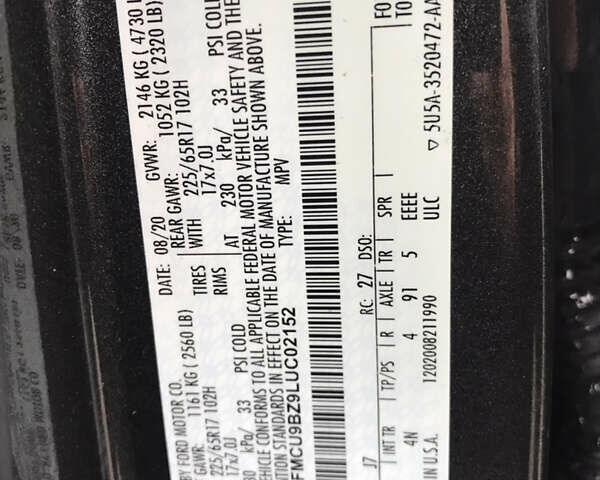 BY FORD MOTOR CO.
DATE: 08/20 GVWR: 2146 KG ( 4730 L
GAWR: 1161 KG ( 2560 LB)
REAR GAWR: 1052 KG ( 2320 LB)
225/65R17 102H
TIRES WITH 225/65R17 102H
17x7.0J
RIMS 17x7.0J
kPa/ 33 PSI COLD
AT 230 kPa/ 33 PSI COLD
VEHICLE CONFORMS TO ALL APPLICABLE FEDERAL MOTOR VEHICLE SAFETY AND THE
TION STANDARDS IN EFFECT ON THE DATE OF MANUFACTURE SHOWN ABOVE.
FMCU9BZ9LUC02152
TYPE: MPV
FO
TO
J7 RC: 27 DSO:
INT TR | TP/PS | R | AXLE | TR | SPR
4N 4 91 5 EEEE
IN U.S.A. 1202008211990 ULC
▽ 5U5A-3520472-AA